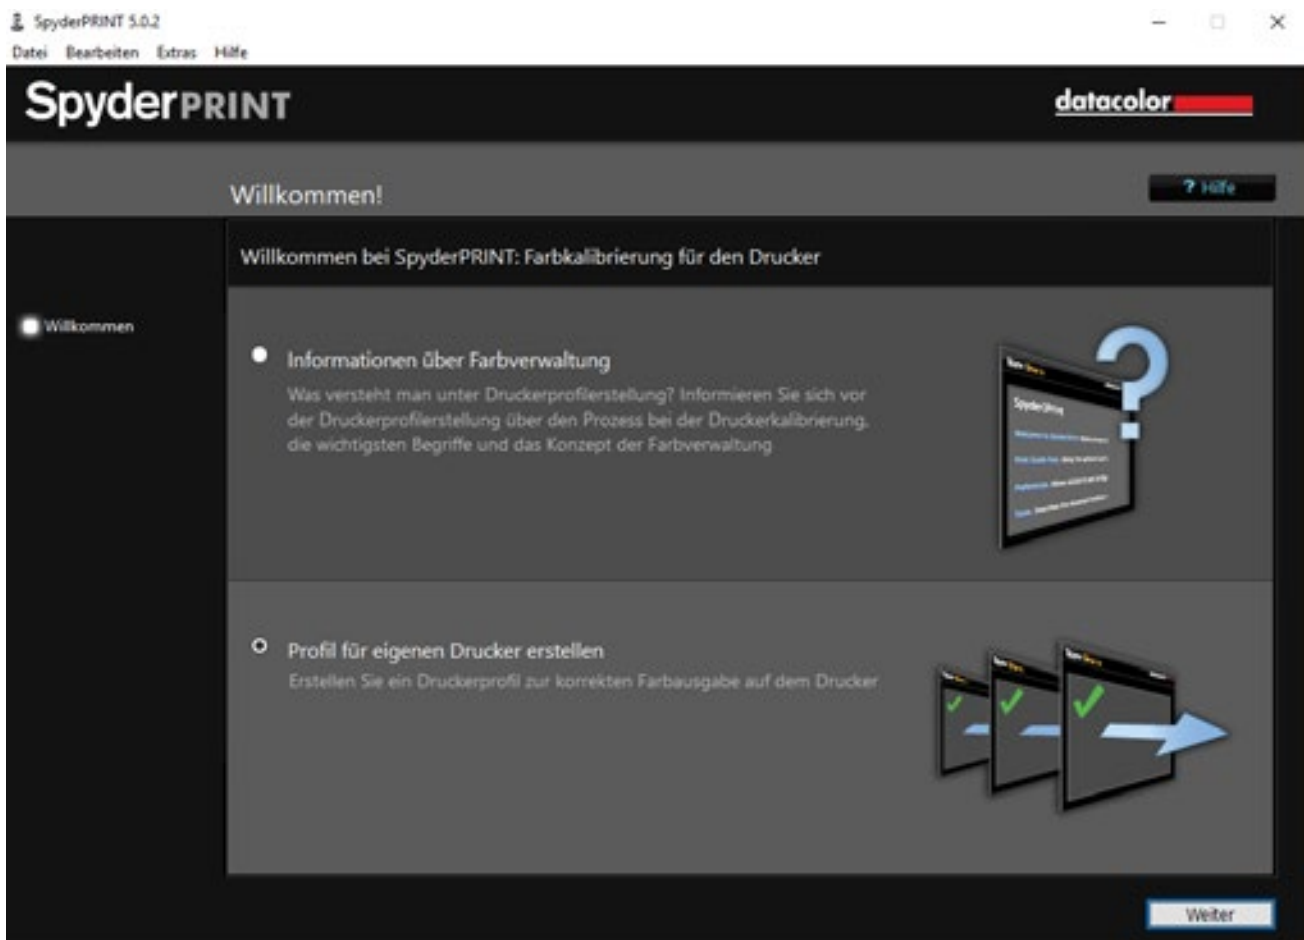 SpyderPRINT 5.0.2
Datei Bearbeiten Extras Hilfe
SpyderPRINT
datacolor
Willkommen!
? Hilfe
Willkommen bei SpyderPRINT: Farbkalibrierung für den Drucker
Willkommen
Informationen über Farbverwaltung
Was versteht man unter Druckerprofilerstellung? Informieren Sie sich vor
der Druckerprofilerstellung über den Prozess bei der Druckerkalibrierung,
die wichtigsten Begriffe und das Konzept der Farbverwaltung
Profil für eigenen Drucker erstellen
Erstellen Sie ein Druckerprofil zur korrekten Farbausgabe auf dem Drucker
Weiter